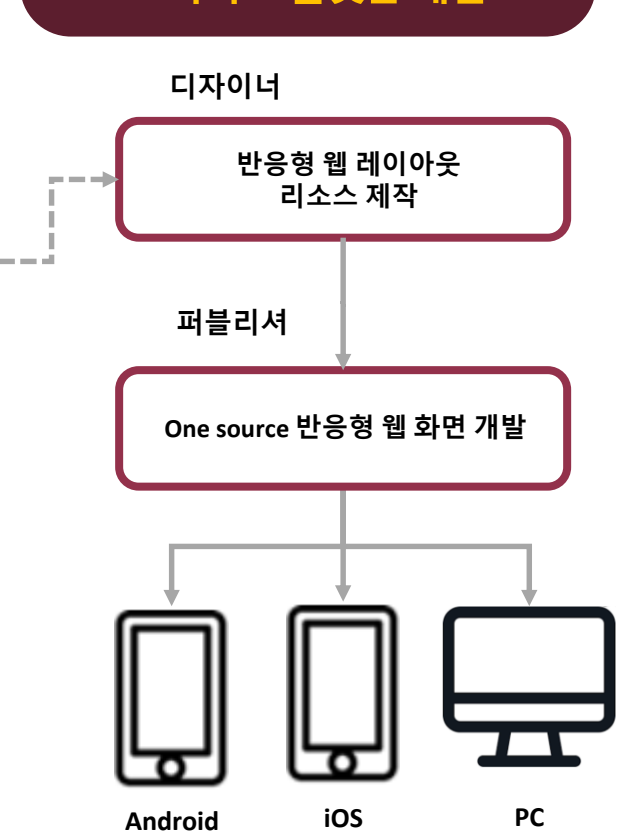 디자이너
반응형 웹 레이아웃
리소스 제작
퍼블리셔
One source 반응형 웹 화면 개발
Android
iOS
PC